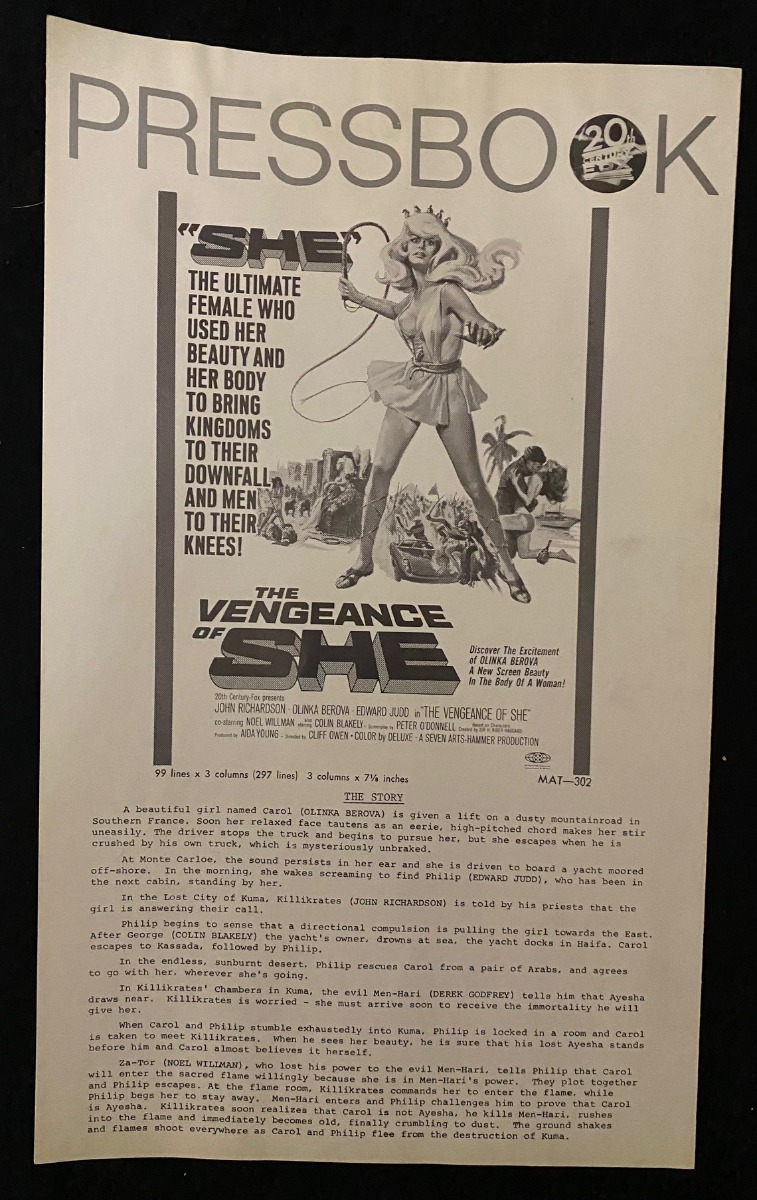 PRESSBOOK
20th
CENTURY
FOX
"SHE"
THE ULTIMATE
FEMALE WHO
USED HER
BEAUTY AND
HER BODY
TO BRING
KINGDOMS
TO THEIR
DOWNFALL
AND MEN
TO THEIR
KNEES!
THE
VENGEANCE
OF SHE
Discover The Excitement
of OLINKA BEROVA
A New Screen Beauty
In The Body Of A Woman!
20th Century-Fox presents
JOHN RICHARDSON · OLINKA BEROVA · EDWARD JUDD in "THE VENGEANCE OF SHE"
co-starring NOEL WILLMAN also starring COLIN BLAKELY · Screenplay by PETER O'DONNELL Based on Characters Created by SIR H. RIDER HAGGARD
Produced by AIDA YOUNG · Directed by CLIFF OWEN · COLOR by DELUXE · A SEVEN ARTS-HAMMER PRODUCTION
99 lines x 3 columns (297 lines) 3 columns x 7⅛ inches
MAT—302
THE STORY
A beautiful girl named Carol (OLINKA BEROVA) is given a lift on a dusty mountainroad in
Southern France. Soon her relaxed face tautens as an eerie, high-pitched chord makes her stir
uneasily. The driver stops the truck and begins to pursue her, but she escapes when he is
crushed by his own truck, which is mysteriously unbraked.
At Monte Carloe, the sound persists in her ear and she is driven to board a yacht moored
off-shore. In the morning, she wakes screaming to find Philip (EDWARD JUDD), who has been in
the next cabin, standing by her.
In the Lost City of Kuma, Killikrates (JOHN RICHARDSON) is told by his priests that the
girl is answering their call.
Philip begins to sense that a directional compulsion is pulling the girl towards the East.
After George (COLIN BLAKELY) the yacht's owner, drowns at sea, the yacht docks in Haifa. Carol
escapes to Kassada, followed by Philip.
In the endless, sunburnt desert, Philip rescues Carol from a pair of Arabs, and agrees
to go with her, wherever she's going.
In Killikrates' Chambers in Kuma, the evil Men-Hari (DEREK GODFREY) tells him that Ayesha
draws near. Killikrates is worried - she must arrive soon to receive the immortality he will
give her.
When Carol and Philip stumble exhaustedly into Kuma, Philip is locked in a room and Carol
is taken to meet Killikrates. When he sees her beauty, he is sure that his lost Ayesha stands
before him and Carol almost believes it herself.
Za-Tor (NOEL WILLMAN), who lost his power to the evil Men-Hari, tells Philip that Carol
will enter the sacred flame willingly because she is in Men-Hari's power. They plot together
and Philip escapes. At the flame room, Killikrates commands her to enter the flame, while
Philip begs her to stay away. Men-Hari enters and Philip challenges him to prove that Carol
is Ayesha. Killikrates soon realizes that Carol is not Ayesha, he kills Men-Hari, rushes
into the flame and immediately becomes old, finally crumbling to dust. The ground shakes
and flames shoot everywhere as Carol and Philip flee from the destruction of Kuma.